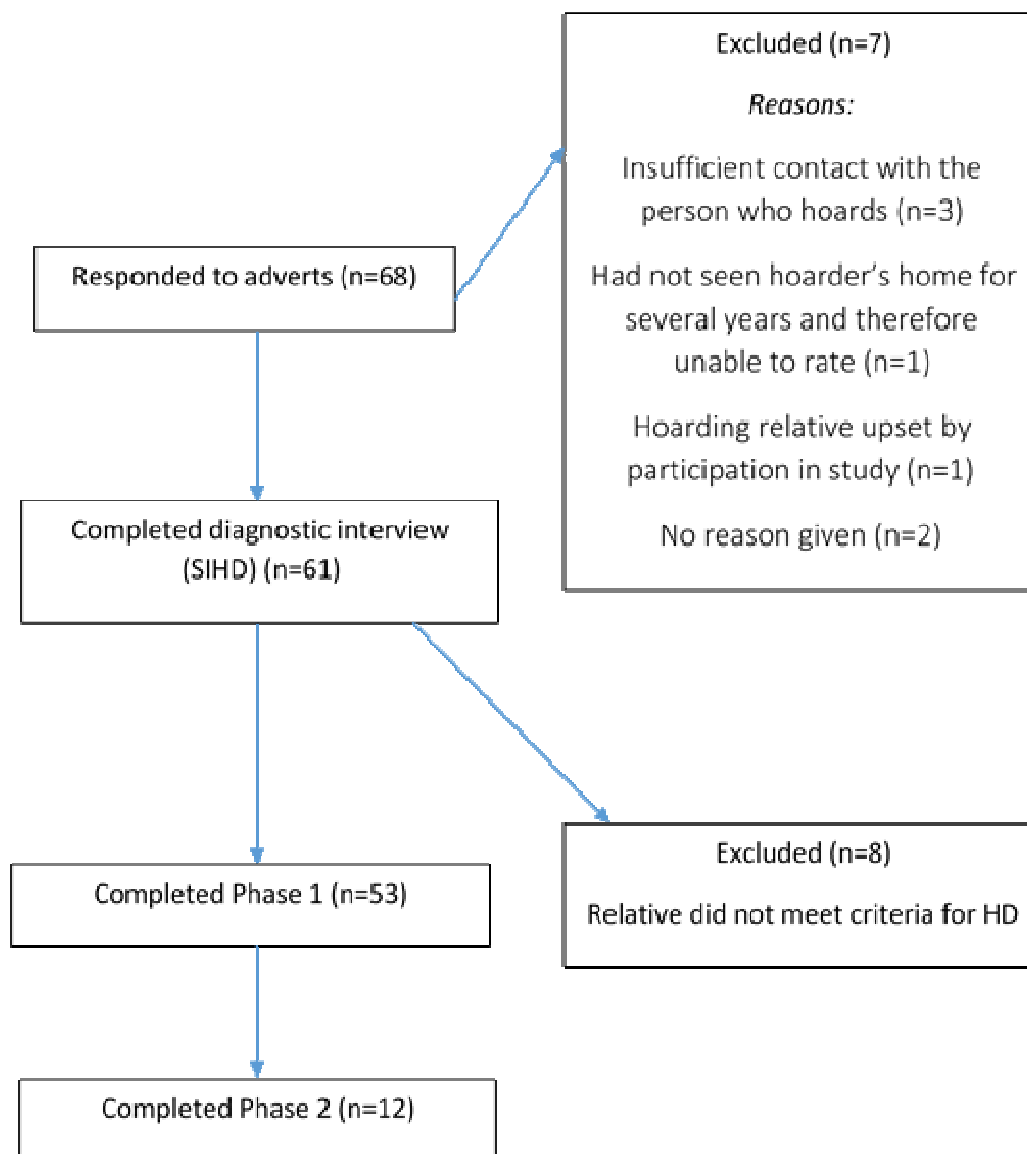 Excluded (n=7)
Reasons:
Insufficient contact with the
person who hoards (n=3)
Had not seen hoarder's home for
several years and therefore
unable to rate (n=1)
Hoarding relative upset by
participation in study (n=1)
No reason given (n=2)
Responded to adverts (n=68)
Completed diagnostic interview
(SIHD) (n=61)
Excluded (n=8)
Relative did not meet criteria for HD
Completed Phase 1 (n=53)
Completed Phase 2 (n=12)